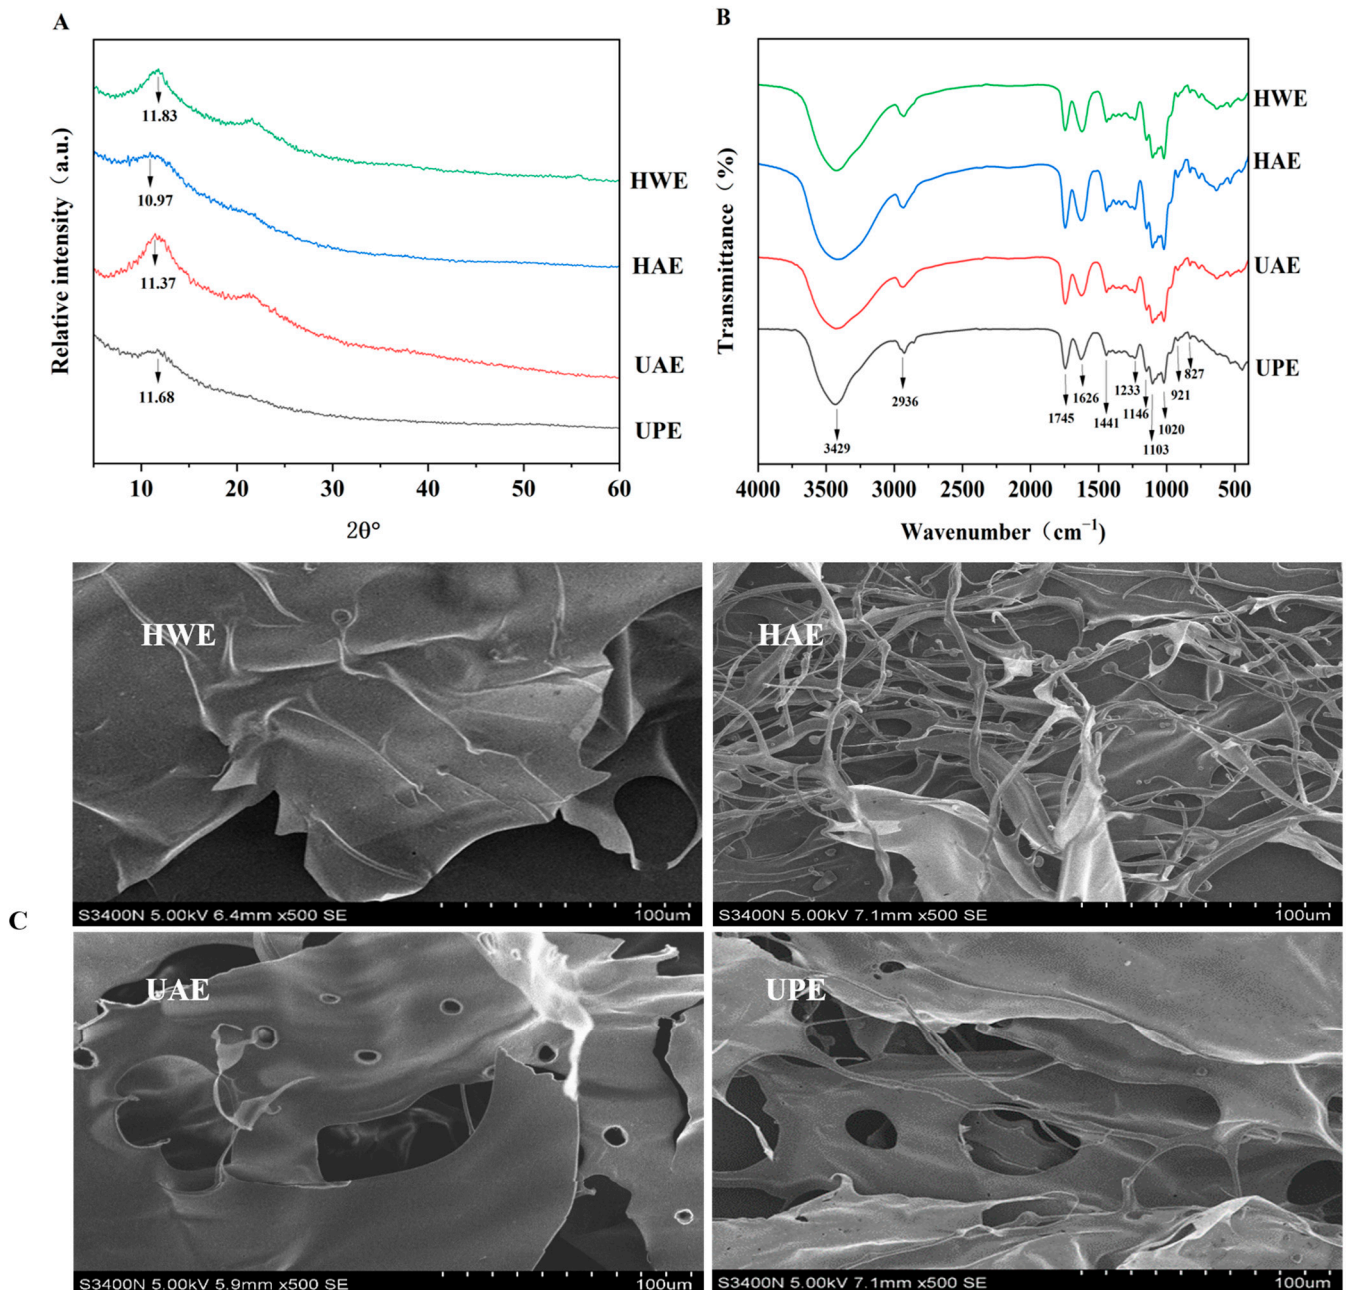 A
Relative intensity（a.u.）
11.83
10.97
11.37
11.68
HWE
HAE
UAE
UPE
10 20 30 40 50 60
2θ°
B
Transmittance（%）
HWE
HAE
UAE
UPE
3429
2936
1745
1626
1441
1233
1146
1103
1020
921
827
4000 3500 3000 2500 2000 1500 1000 500
Wavenumber（cm⁻¹）
C
HWE
S3400N 5.00kV 6.4mm x500 SE 100um
HAE
S3400N 5.00kV 7.1mm x500 SE 100um
UAE
S3400N 5.00kV 5.9mm x500 SE 100um
UPE
S3400N 5.00kV 7.1mm x500 SE 100um